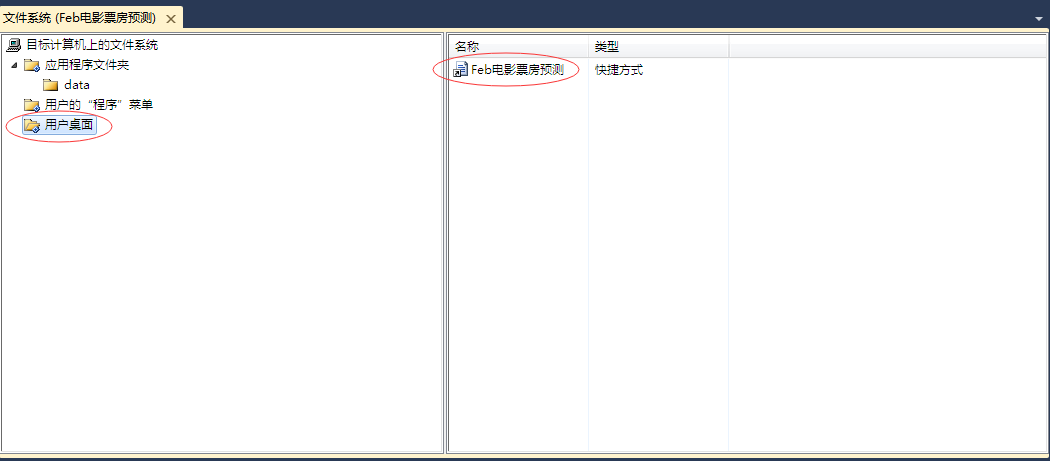 文件系统 (Feb电影票房预测)
目标计算机上的文件系统
应用程序文件夹
data
用户的“程序”菜单
用户桌面
名称 类型
Feb电影票房预测 快捷方式